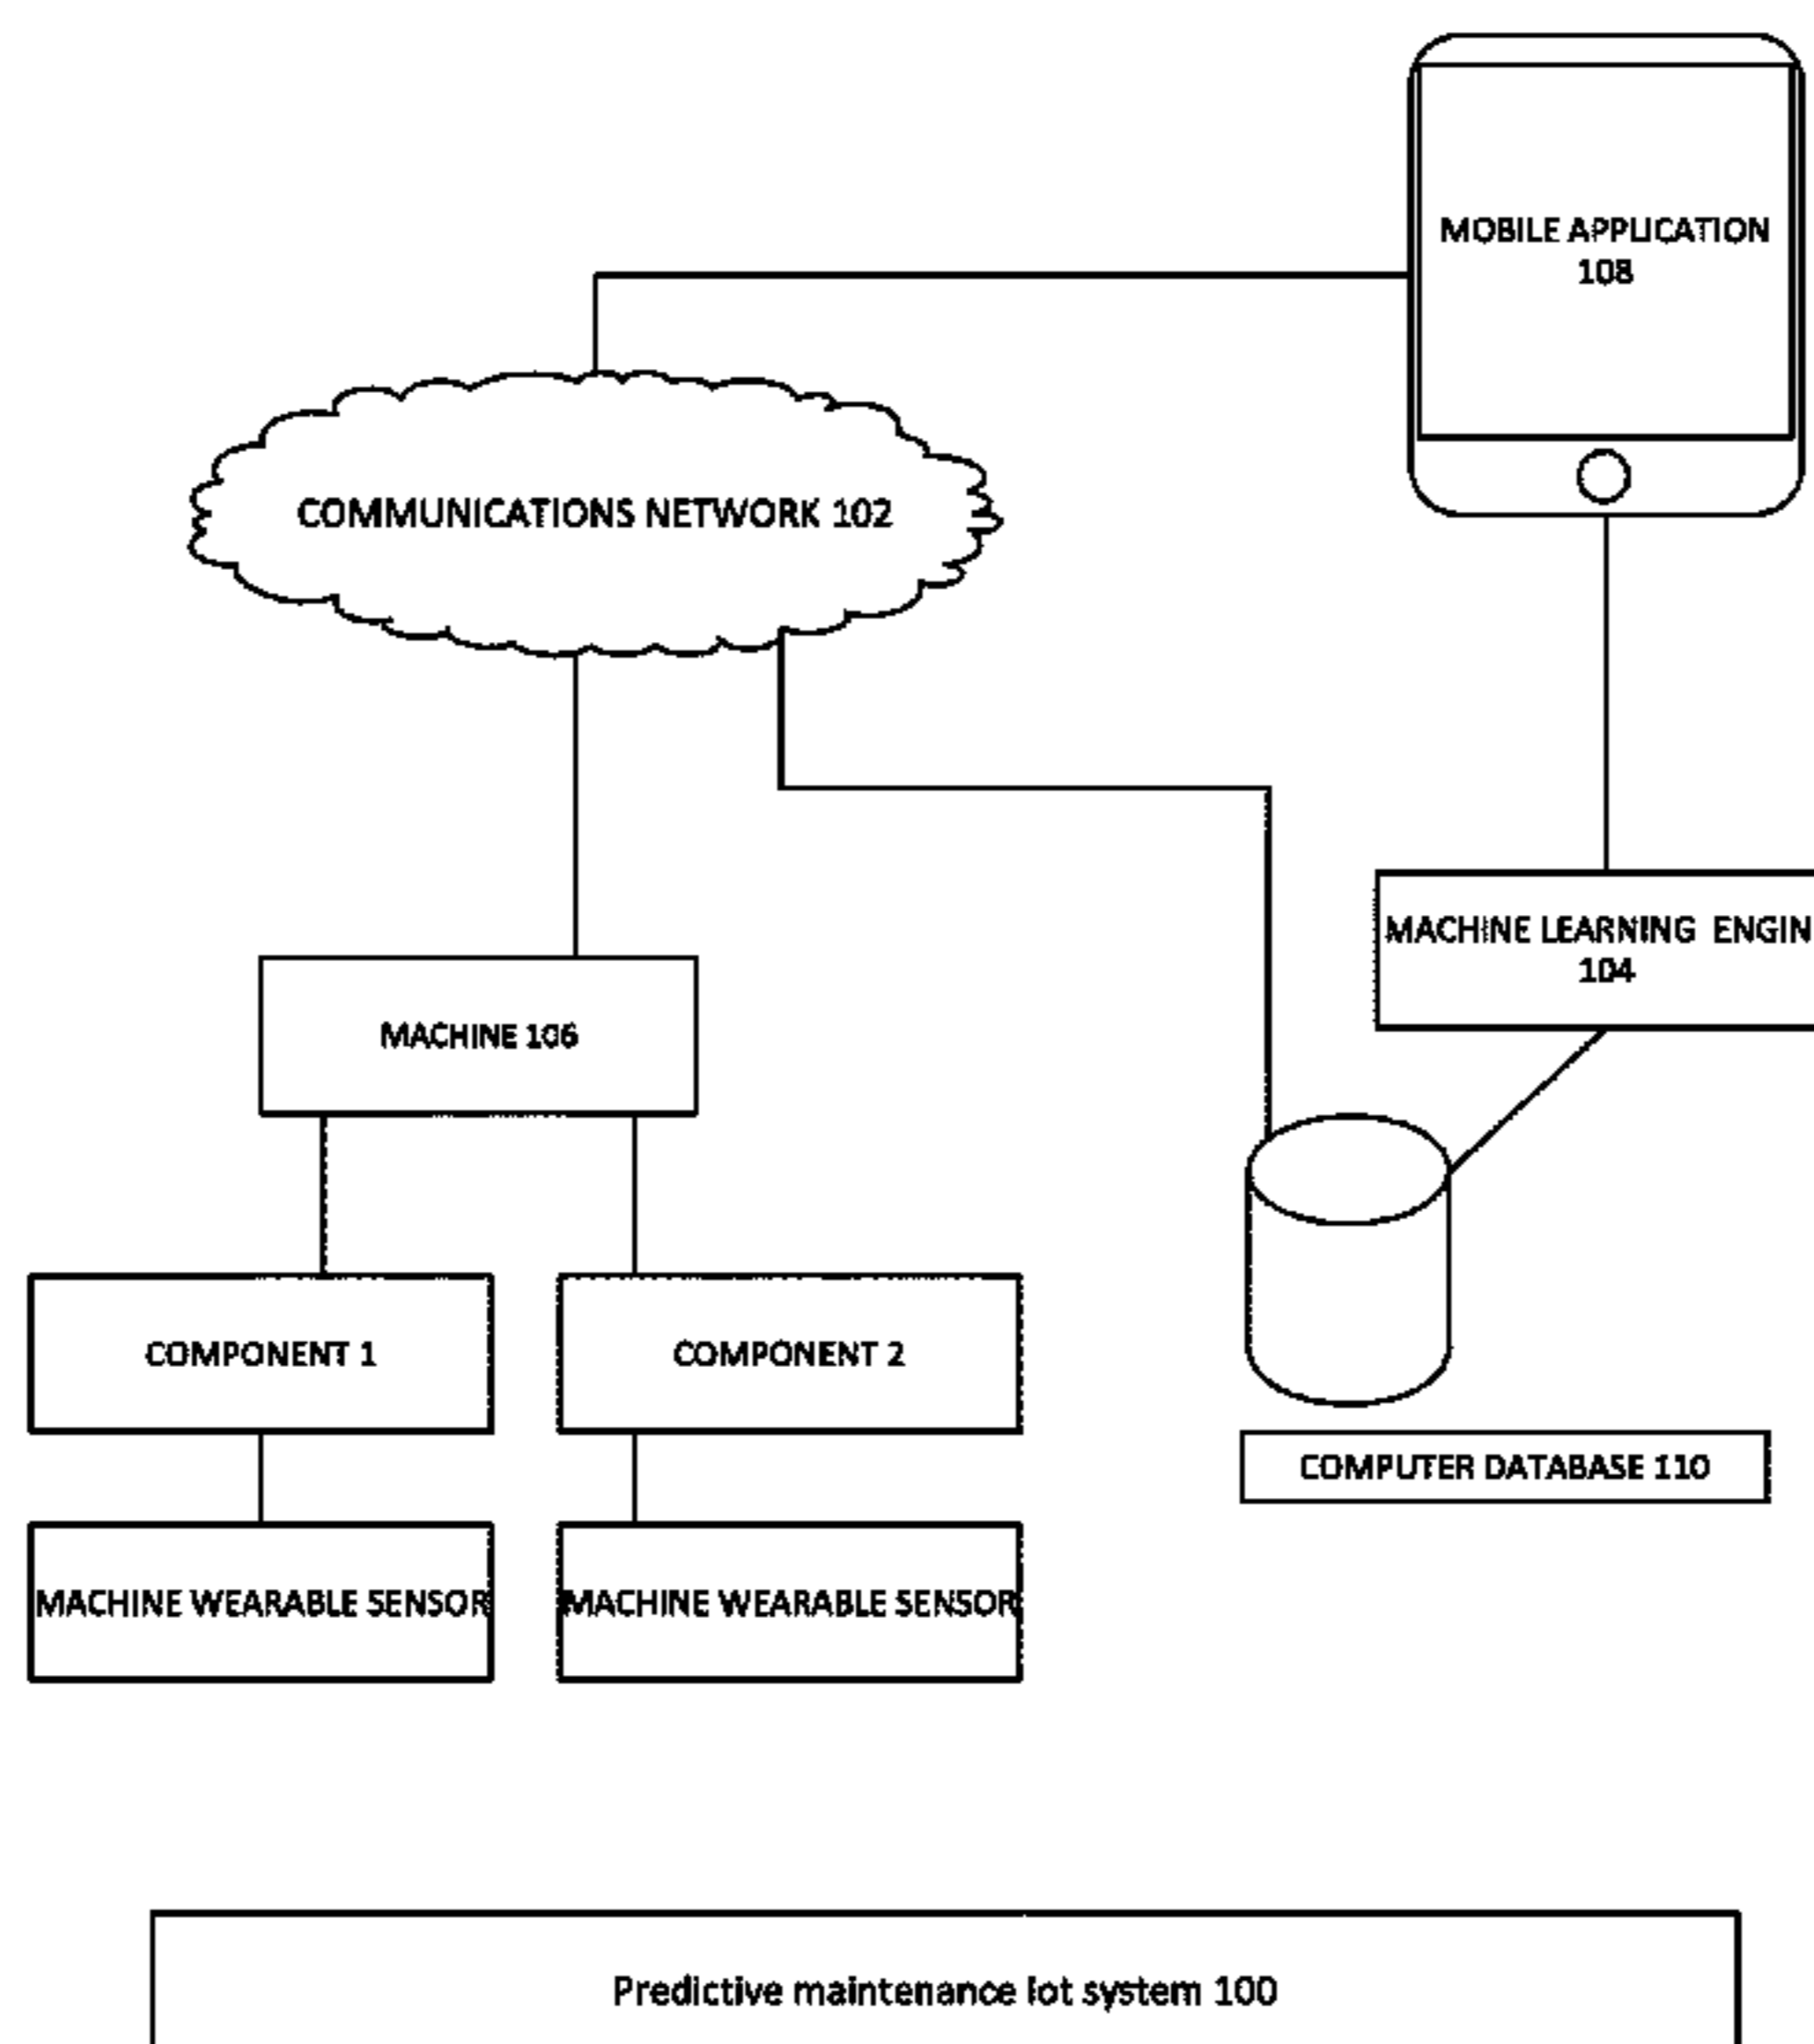 MOBILE APPLICATION
108
COMMUNICATIONS NETWORK 102
MACHINE LEARNING ENGIN
104
MACHINE 106
COMPONENT 1
COMPONENT 2
COMPUTER DATABASE 110
MACHINE WEARABLE SENSOR
MACHINE WEARABLE SENSOR
Predictive maintenance Iot system 100